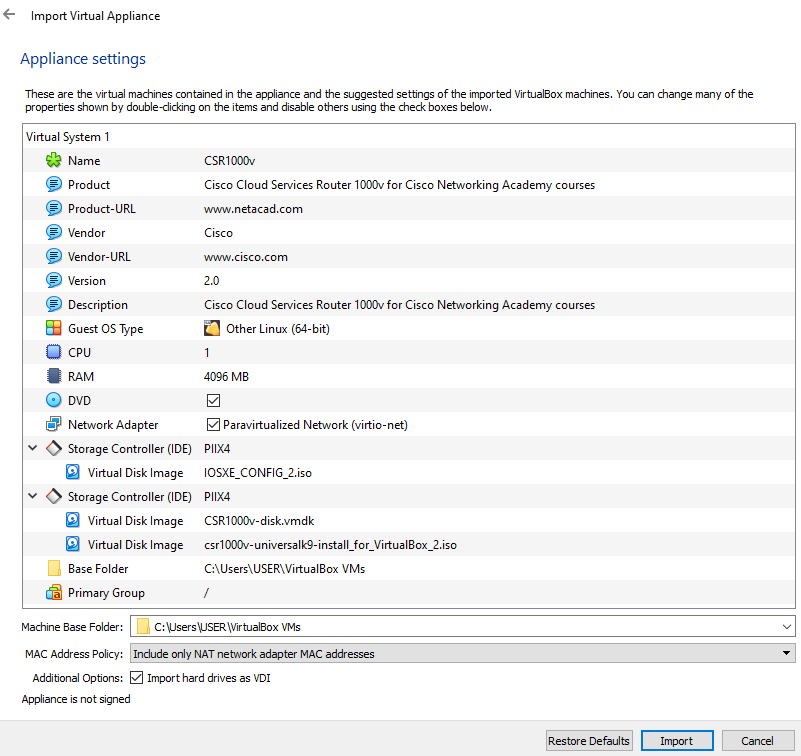 Import Virtual Appliance
Appliance settings
These are the virtual machines contained in the appliance and the suggested settings of the imported VirtualBox machines. You can change many of the
properties shown by double-clicking on the items and disable others using the check boxes below.
Virtual System 1
Name CSR1000v
Product Cisco Cloud Services Router 1000v for Cisco Networking Academy courses
Product-URL www.netacad.com
Vendor Cisco
Vendor-URL www.cisco.com
Version 2.0
Description Cisco Cloud Services Router 1000v for Cisco Networking Academy courses
Guest OS Type Other Linux (64-bit)
CPU 1
RAM 4096 MB
DVD
Network Adapter Paravirtualized Network (virtio-net)
Storage Controller (IDE) PIIX4
Virtual Disk Image IOSXE_CONFIG_2.iso
Storage Controller (IDE) PIIX4
Virtual Disk Image CSR1000v-disk.vmdk
Virtual Disk Image csr1000v-universalk9-install_for_VirtualBox_2.iso
Base Folder C:\Users\USER\VirtualBox VMs
Primary Group /
Machine Base Folder: C:\Users\USER\VirtualBox VMs
MAC Address Policy: Include only NAT network adapter MAC addresses
Additional Options: Import hard drives as VDI
Appliance is not signed
Restore Defaults Import Cancel